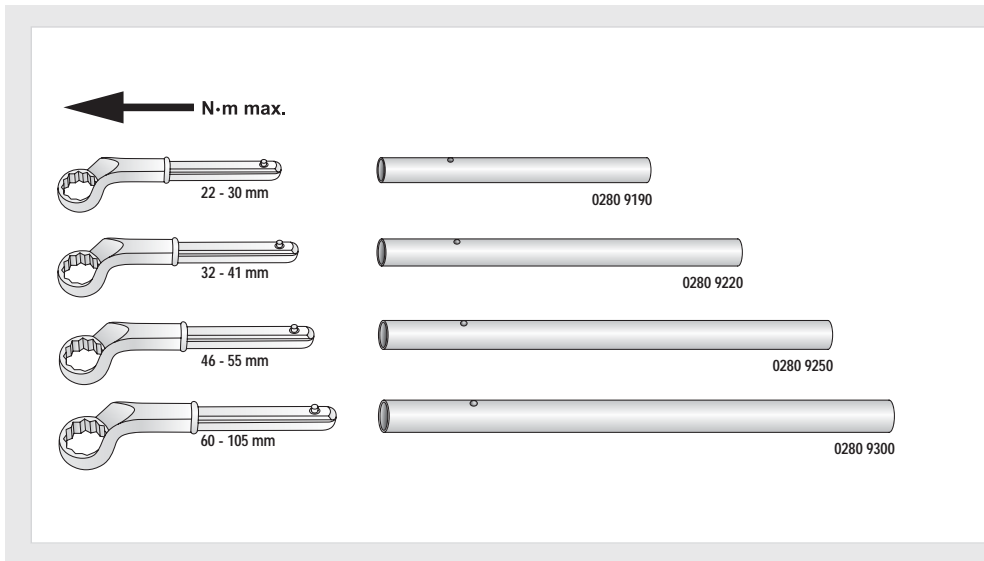 N·m max.
22 - 30 mm
0280 9190
32 - 41 mm
0280 9220
46 - 55 mm
0280 9250
60 - 105 mm
0280 9300